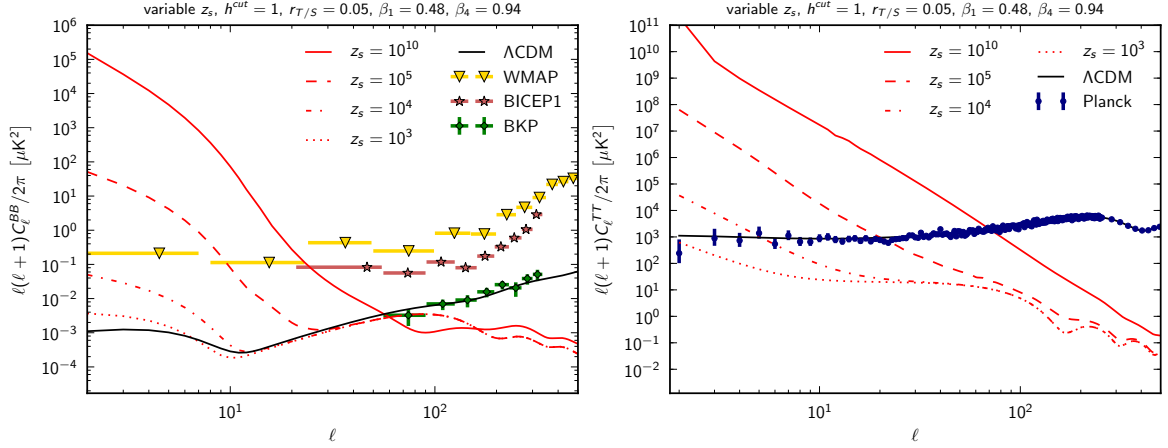 variable z_s, h^{cut} = 1, r_{T/S} = 0.05, β_1 = 0.48, β_4 = 0.94
z_s = 10^{10}
z_s = 10^5
z_s = 10^4
z_s = 10^3
ΛCDM
WMAP
BICEP1
BKP
10^6
10^5
10^4
10^3
10^2
10^1
10^0
10^{-1}
10^{-2}
10^{-3}
10^{-4}
ℓ(ℓ + 1)C_ℓ^{BB}/2π [μK^2]
10^1
10^2
ℓ
variable z_s, h^{cut} = 1, r_{T/S} = 0.05, β_1 = 0.48, β_4 = 0.94
z_s = 10^{10}
z_s = 10^5
z_s = 10^4
z_s = 10^3
ΛCDM
Planck
10^{11}
10^{10}
10^9
10^8
10^7
10^6
10^5
10^4
10^3
10^2
10^1
10^0
10^{-1}
10^{-2}
ℓ(ℓ + 1)C_ℓ^{TT}/2π [μK^2]
10^1
10^2
ℓ